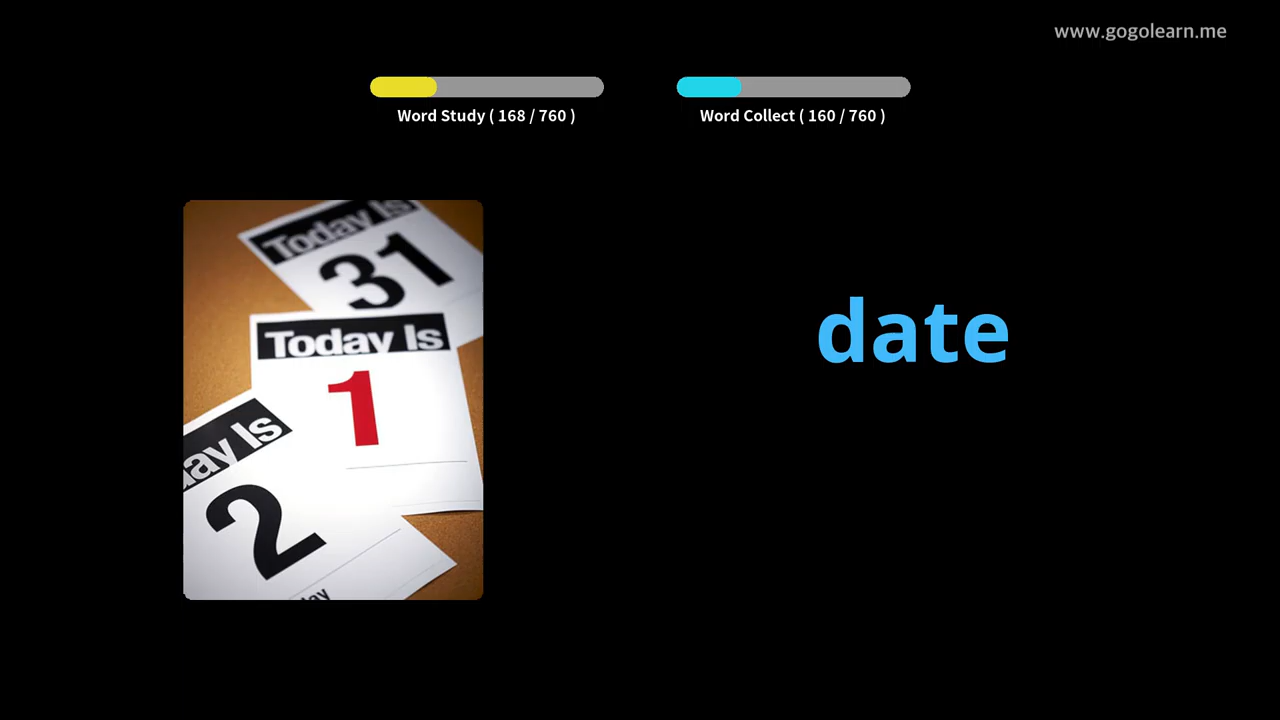 www.gogolearn.me
Word Study ( 168 / 760 )
Word Collect ( 160 / 760 )
Today Is
31
Today Is
1
date
ay Is
2
ay